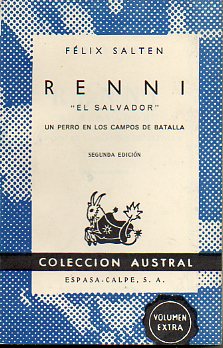 FÉLIX SALTEN
RENNI
"EL SALVADOR"
UN PERRO EN LOS CAMPOS DE BATALLA
SEGUNDA EDICIÓN
COLECCION AUSTRAL
ESPASA-CALPE, S. A.
VOLUMEN
EXTRA